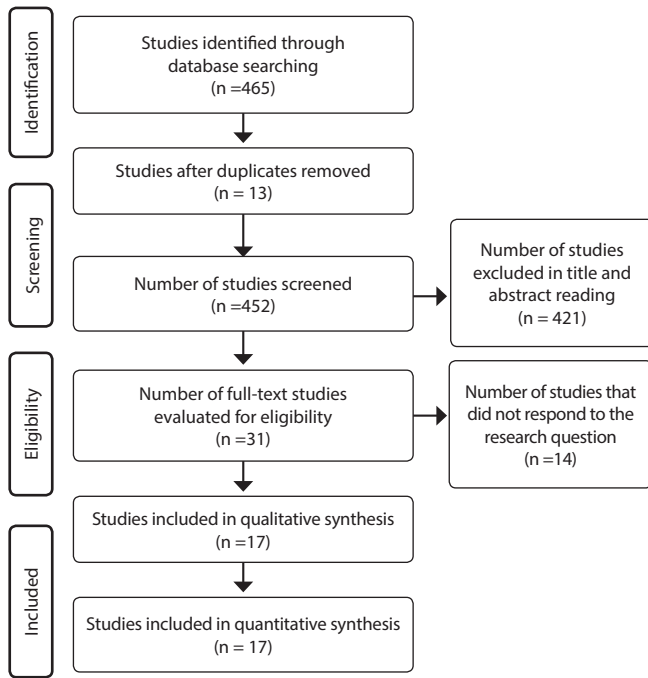 Identification
Studies identified through
database searching
(n =465)
Studies after duplicates removed
(n = 13)
Screening
Number of studies screened
(n =452)
Number of studies
excluded in title and
abstract reading
(n = 421)
Eligibility
Number of full-text studies
evaluated for eligibility
(n =31)
Number of studies that
did not respond to the
research question
(n =14)
Studies included in qualitative synthesis
(n =17)
Included
Studies included in quantitative synthesis
(n = 17)